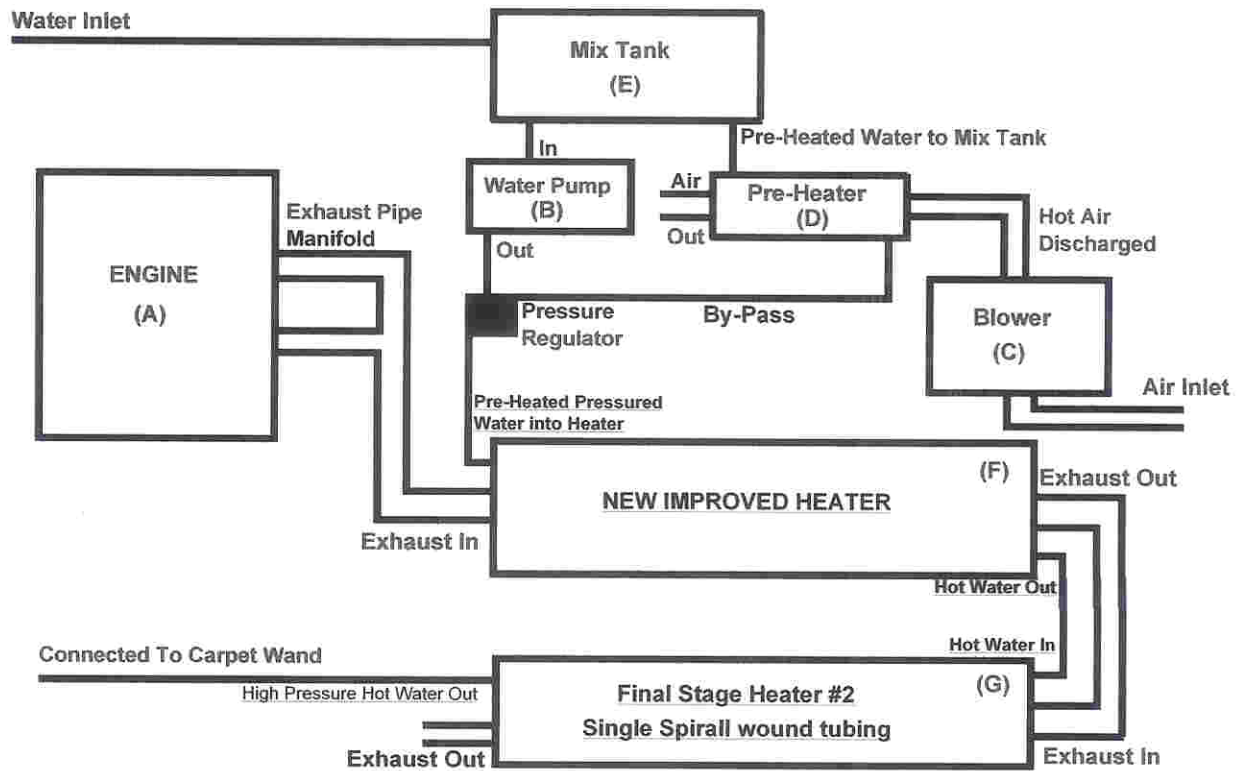 Water Inlet
Mix Tank
(E)
In
Pre-Heated Water to Mix Tank
Water Pump
(B)
Out
Air
Out
Pre-Heater
(D)
Hot Air
Discharged
Exhaust Pipe
Manifold
ENGINE
(A)
Pressure
Regulator
By-Pass
Blower
(C)
Air Inlet
Pre-Heated Pressured
Water into Heater
(F)
NEW IMPROVED HEATER
Exhaust In
Exhaust Out
Hot Water Out
Hot Water In
Connected To Carpet Wand
High Pressure Hot Water Out
(G)
Final Stage Heater #2
Single Spirall wound tubing
Exhaust Out
Exhaust In